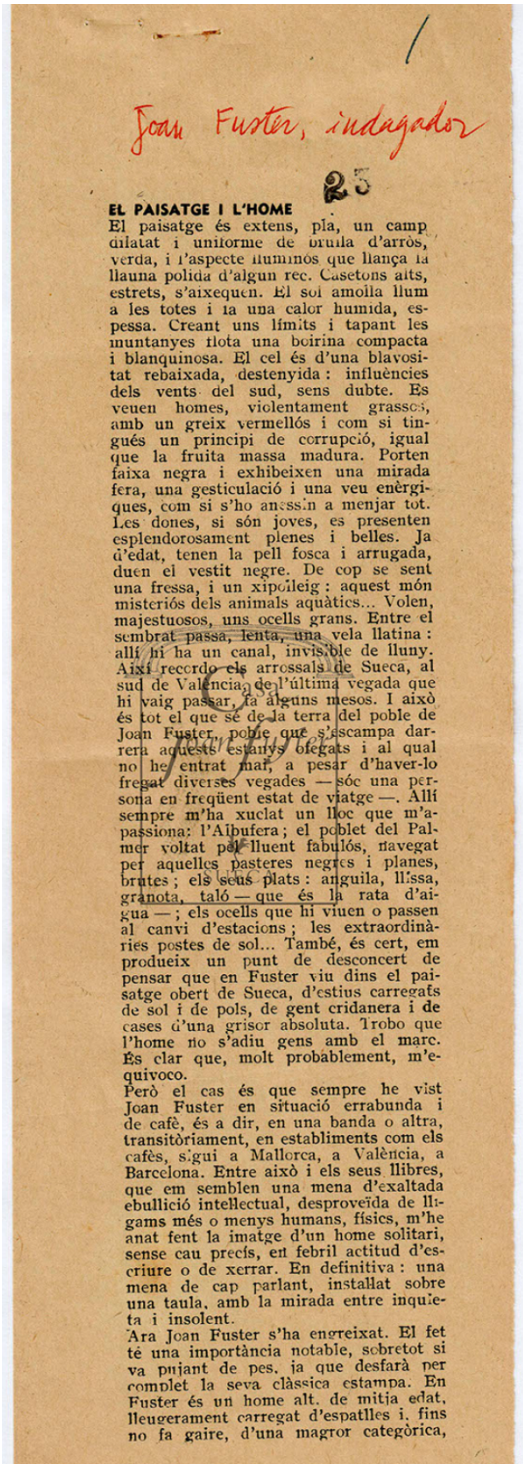 /
Joan Fuster, indagador
23
EL PAISATGE I L'HOME
El paisatge és extens, pla, un camp
dilatat i uniforme de brulla d'arròs,
verda, i l'aspecte lluminós que llança la
llauna polida d'algun rec. Casetons alts,
estrets, s'aixequen. El sol amolla llum
a les totes i fa una calor humida, es-
pessa. Creant uns límits i tapant les
muntanyes flota una boirina compacta
i blanquinosa. El cel és d'una blavosi-
tat rebaixada, destenyida : influències
dels vents del sud, sens dubte. Es
veuen homes, violentament grassos,
amb un greix vermellós i com si tin-
gués un principi de corrupció, igual
que la fruita massa madura. Porten
faixa negra i exhibeixen una mirada
fera, una gesticulació i una veu enèrgi-
ques, com si s'ho anessin a menjar tot.
Les dones, si són joves, es presenten
esplendorosament plenes i belles. Ja
d'edat, tenen la pell fosca i arrugada,
duen el vestit negre. De cop se sent
una fressa, i un xipolleig : aquest món
misteriós dels animals aquàtics... Volen,
majestuosos, uns ocells grans. Entre el
sembrat passa, lenta, una vela llatina :
allí hi ha un canal, invisible de lluny.
Així recordo els arrossals de Sueca, al
sud de València, de l'última vegada que
hi vaig passar, fa alguns mesos. I això
és tot el que sé de la terra del poble de
Joan Fuster, poble que s'escampa dar-
rera aquests estanys ofegats i al qual
no he entrat mai, a pesar d'haver-lo
fregat diverses vegades — sóc una per-
sona en freqüent estat de viatge —. Allí
sempre m'ha xuclat un lloc que m'a-
passiona: l'Albufera ; el poblet del Pal-
mer voltat pel lluent fabulós, navegat
per aquelles pasteres negres i planes,
brutes ; els seus plats : anguila, llissa,
granota, taló — que és la rata d'ai-
gua — ; els ocells que hi viuen o passen
al canvi d'estacions ; les extraordinà-
ries postes de sol... També, és cert, em
produeix un punt de desconcert de
pensar que en Fuster viu dins el pai-
satge obert de Sueca, d'estius carregats
de sol i de pols, de gent cridanera i de
cases d'una grisor absoluta. Trobo que
l'home no s'adiu gens amb el marc.
És clar que, molt probablement, m'e-
quivoco.
Però el cas és que sempre he vist
Joan Fuster en situació errabunda i
de cafè, és a dir, en una banda o altra,
transitòriament, en establiments com els
cafès, sigui a Mallorca, a València, a
Barcelona. Entre això i els seus llibres,
que em semblen una mena d'exaltada
ebullició intel·lectual, desproveïda de lli-
gams més o menys humans, físics, m'he
anat fent la imatge d'un home solitari,
sense cau precís, en febril actitud d'es-
criure o de xerrar. En definitiva : una
mena de cap parlant, instal·lat sobre
una taula, amb la mirada entre inquie-
ta i insolent.
Ara Joan Fuster s'ha engreixat. El fet
té una importància notable, sobretot si
va pujant de pes, ja que desfarà per
complet la seva clàssica estampa. En
Fuster és un home alt, de mitja edat,
lleugerament carregat d'espatlles i, fins
no fa gaire, d'una magror categòrica,